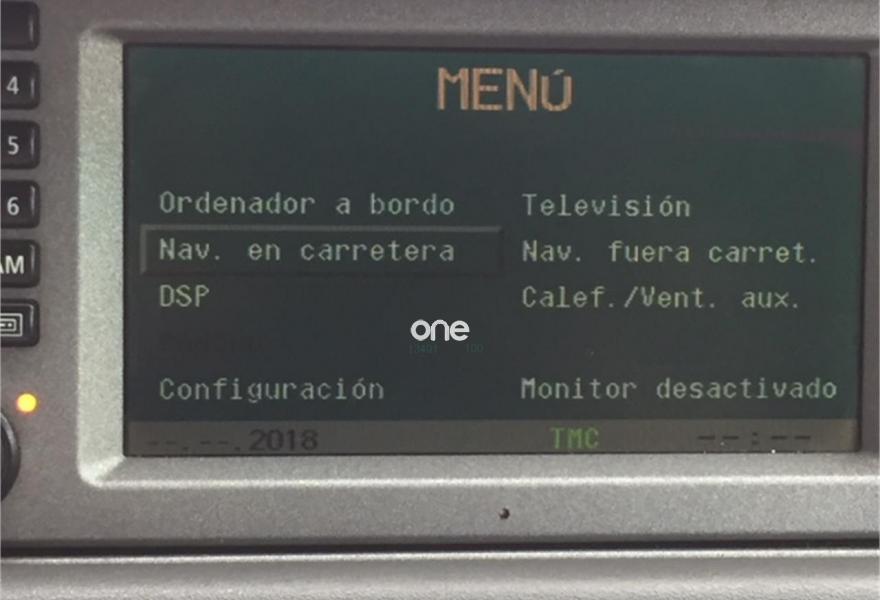 MENÚ
4
5
6
AM
Ordenador a bordo
Televisión
Nav. en carretera
Nav. fuera carret.
DSP
Calef./Vent. aux.
one
Configuración
Monitor desactivado
--.--.2018
TMC
--:--